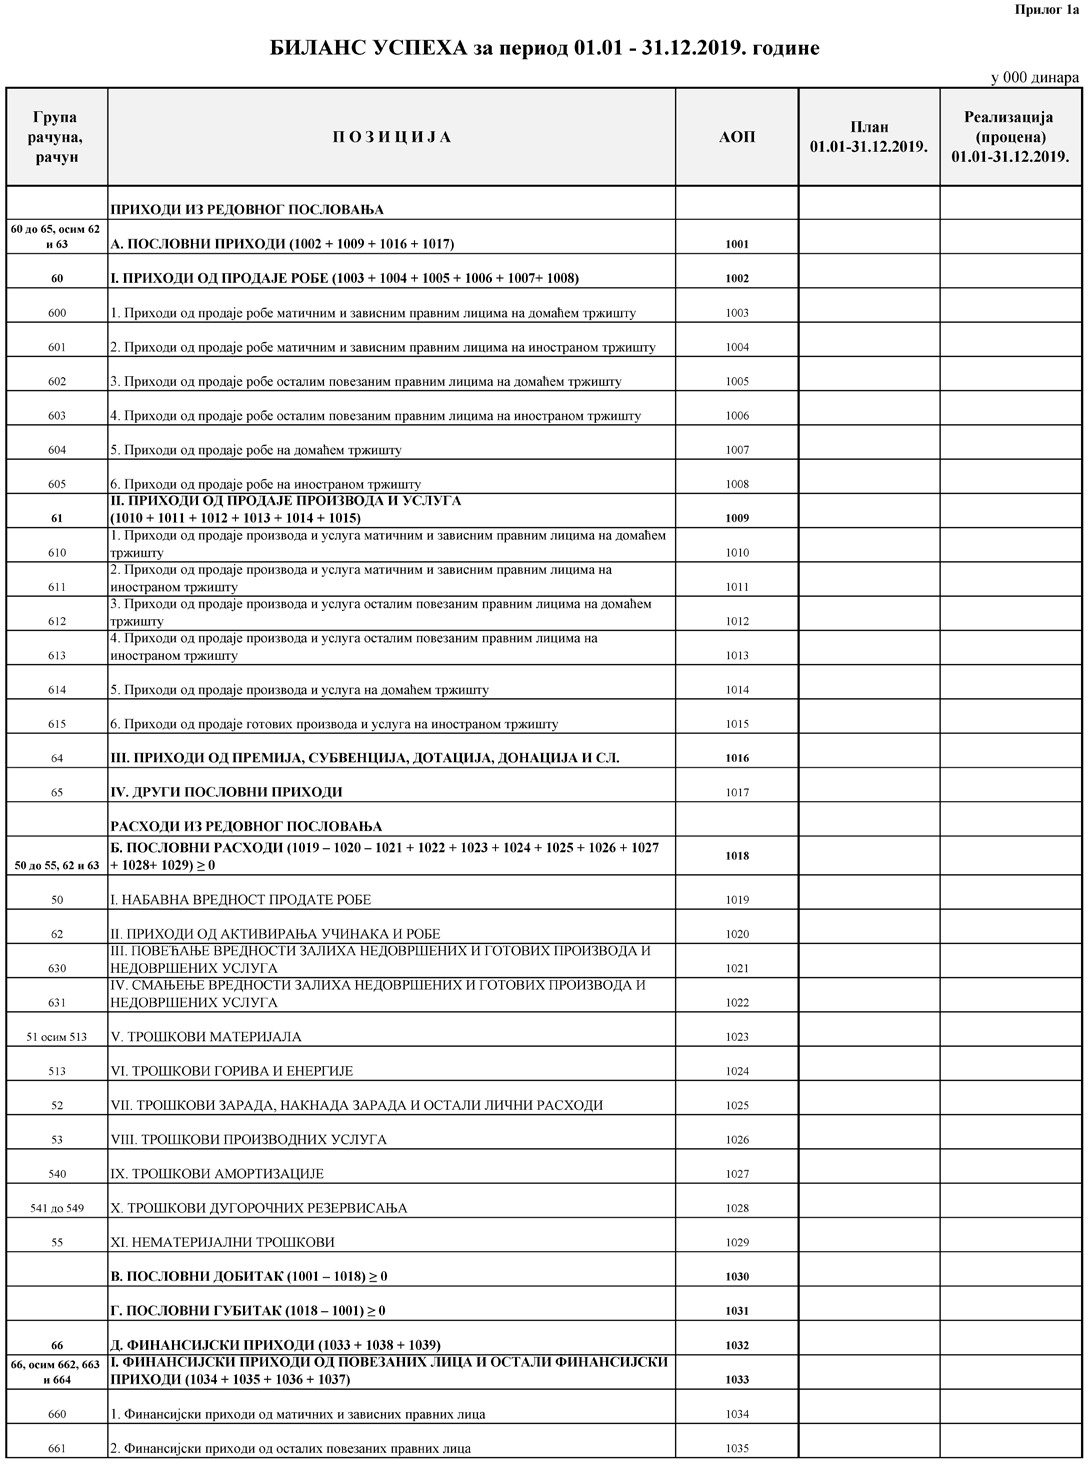 Прилог 1а
БИЛАНС УСПЕХА за период 01.01 - 31.12.2019. године
у 000 динара
Група рачуна, рачун | П О З И Ц И Ј А | АОП | План 01.01-31.12.2019. | Реализација (процена) 01.01-31.12.2019.
ПРИХОДИ ИЗ РЕДОВНОГ ПОСЛОВАЊА
60 до 65, осим 62 и 63 | А. ПОСЛОВНИ ПРИХОДИ (1002 + 1009 + 1016 + 1017) | 1001
60 | I. ПРИХОДИ ОД ПРОДАЈЕ РОБЕ (1003 + 1004 + 1005 + 1006 + 1007+ 1008) | 1002
600 | 1. Приходи од продаје робе матичним и зависним правним лицима на домаћем тржишту | 1003
601 | 2. Приходи од продаје робе матичним и зависним правним лицима на иностраном тржишту | 1004
602 | 3. Приходи од продаје робе осталим повезаним правним лицима на домаћем тржишту | 1005
603 | 4. Приходи од продаје робе осталим повезаним правним лицима на иностраном тржишту | 1006
604 | 5. Приходи од продаје робе на домаћем тржишту | 1007
605 | 6. Приходи од продаје робе на иностраном тржишту | 1008
61 | II. ПРИХОДИ ОД ПРОДАЈЕ ПРОИЗВОДА И УСЛУГА
(1010 + 1011 + 1012 + 1013 + 1014 + 1015) | 1009
610 | 1. Приходи од продаје производа и услуга матичним и зависним правним лицима на домаћем
тржишту | 1010
611 | 2. Приходи од продаје производа и услуга матичним и зависним правним лицима на
иностраном тржишту | 1011
612 | 3. Приходи од продаје производа и услуга осталим повезаним правним лицима на домаћем
тржишту | 1012
613 | 4. Приходи од продаје производа и услуга осталим повезаним правним лицима на
иностраном тржишту | 1013
614 | 5. Приходи од продаје производа и услуга на домаћем тржишту | 1014
615 | 6. Приходи од продаје готових производа и услуга на иностраном тржишту | 1015
64 | III. ПРИХОДИ ОД ПРЕМИЈА, СУБВЕНЦИЈА, ДОТАЦИЈА, ДОНАЦИЈА И СЛ. | 1016
65 | IV. ДРУГИ ПОСЛОВНИ ПРИХОДИ | 1017
РАСХОДИ ИЗ РЕДОВНОГ ПОСЛОВАЊА
50 до 55, 62 и 63 | Б. ПОСЛОВНИ РАСХОДИ (1019 – 1020 – 1021 + 1022 + 1023 + 1024 + 1025 + 1026 + 1027
+ 1028+ 1029) ≥ 0 | 1018
50 | I. НАБАВНА ВРЕДНОСТ ПРОДАТЕ РОБЕ | 1019
62 | II. ПРИХОДИ ОД АКТИВИРАЊА УЧИНАКА И РОБЕ | 1020
630 | III. ПОВЕЋАЊЕ ВРЕДНОСТИ ЗАЛИХА НЕДОВРШЕНИХ И ГОТОВИХ ПРОИЗВОДА И
НЕДОВРШЕНИХ УСЛУГА | 1021
631 | IV. СМАЊЕЊЕ ВРЕДНОСТИ ЗАЛИХА НЕДОВРШЕНИХ И ГОТОВИХ ПРОИЗВОДА И
НЕДОВРШЕНИХ УСЛУГА | 1022
51 осим 513 | V. ТРОШКОВИ МАТЕРИЈАЛА | 1023
513 | VI. ТРОШКОВИ ГОРИВА И ЕНЕРГИЈЕ | 1024
52 | VII. ТРОШКОВИ ЗАРАДА, НАКНАДА ЗАРАДА И ОСТАЛИ ЛИЧНИ РАСХОДИ | 1025
53 | VIII. ТРОШКОВИ ПРОИЗВОДНИХ УСЛУГА | 1026
540 | IX. ТРОШКОВИ АМОРТИЗАЦИЈЕ | 1027
541 до 549 | X. ТРОШКОВИ ДУГОРОЧНИХ РЕЗЕРВИСАЊА | 1028
55 | XI. НЕМАТЕРИЈАЛНИ ТРОШКОВИ | 1029
В. ПОСЛОВНИ ДОБИТАК (1001 – 1018) ≥ 0 | 1030
Г. ПОСЛОВНИ ГУБИТАК (1018 – 1001) ≥ 0 | 1031
66 | Д. ФИНАНСИЈСКИ ПРИХОДИ (1033 + 1038 + 1039) | 1032
66, осим 662, 663 и 664 | I. ФИНАНСИЈСКИ ПРИХОДИ ОД ПОВЕЗАНИХ ЛИЦА И ОСТАЛИ ФИНАНСИЈСКИ
ПРИХОДИ (1034 + 1035 + 1036 + 1037) | 1033
660 | 1. Финансијски приходи од матичних и зависних правних лица | 1034
661 | 2. Финансијски приходи од осталих повезаних правних лица | 1035